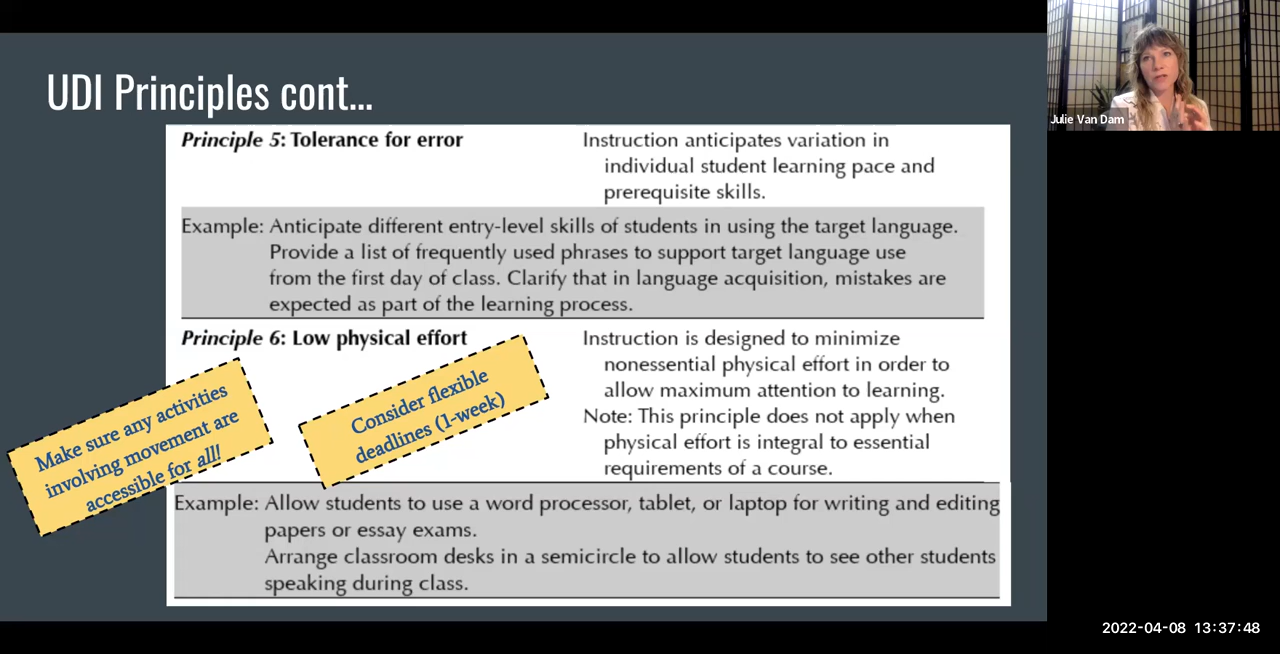 UDI Principles cont...
Julie Van Dam
Principle 5: Tolerance for error
Instruction anticipates variation in
individual student learning pace and
prerequisite skills.
Example: Anticipate different entry-level skills of students in using the target language.
Provide a list of frequently used phrases to support target language use
from the first day of class. Clarify that in language acquisition, mistakes are
expected as part of the learning process.
Principle 6: Low physical effort
Instruction is designed to minimize
nonessential physical effort in order to
allow maximum attention to learning.
Note: This principle does not apply when
physical effort is integral to essential
requirements of a course.
Make sure any activities
involving movement are
accessible for all!
Consider flexible
deadlines (1-week)
Example: Allow students to use a word processor, tablet, or laptop for writing and editing
papers or essay exams.
Arrange classroom desks in a semicircle to allow students to see other students
speaking during class.
2022-04-08 13:37:48